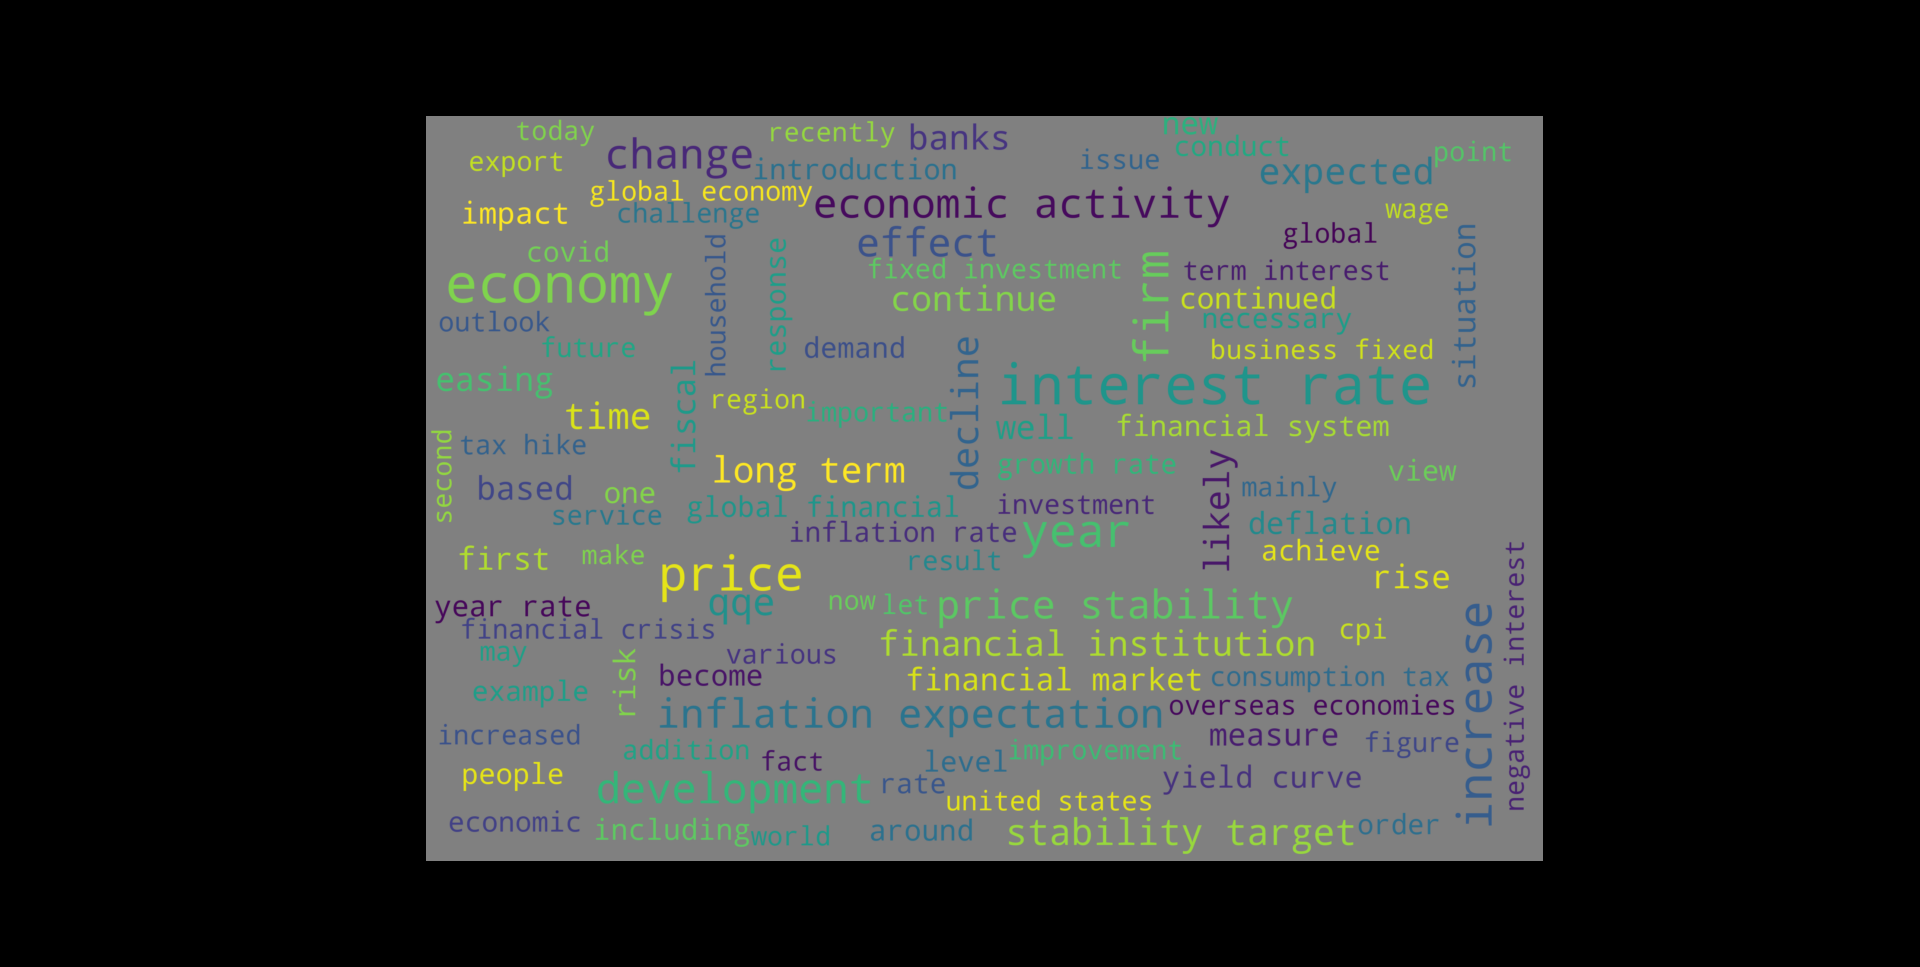 today
recently
banks
new
change
conduct
export
introduction
issue
expected
point
global economy
impact
challenge
economic activity
wage
covid
household
response
effect
global
situation
economy
fixed investment
firm
term interest
continue
continued
outlook
necessary
future
demand
business fixed
easing
fiscal
decline
interest rate
region
important
time
well
financial system
second
tax hike
long term
growth rate
likely
view
based
one
mainly
service
global financial
investment
inflation rate
year
deflation
first
make
result
achieve
price
rise
negative interest
year rate
qqe
now
let
price stability
increase
financial crisis
financial institution
cpi
may
risk
various
become
financial market
consumption tax
example
inflation expectation
overseas economies
increased
measure
figure
addition
fact
level
improvement
people
development
rate
yield curve
united states
economic
including
world
around
stability target
order